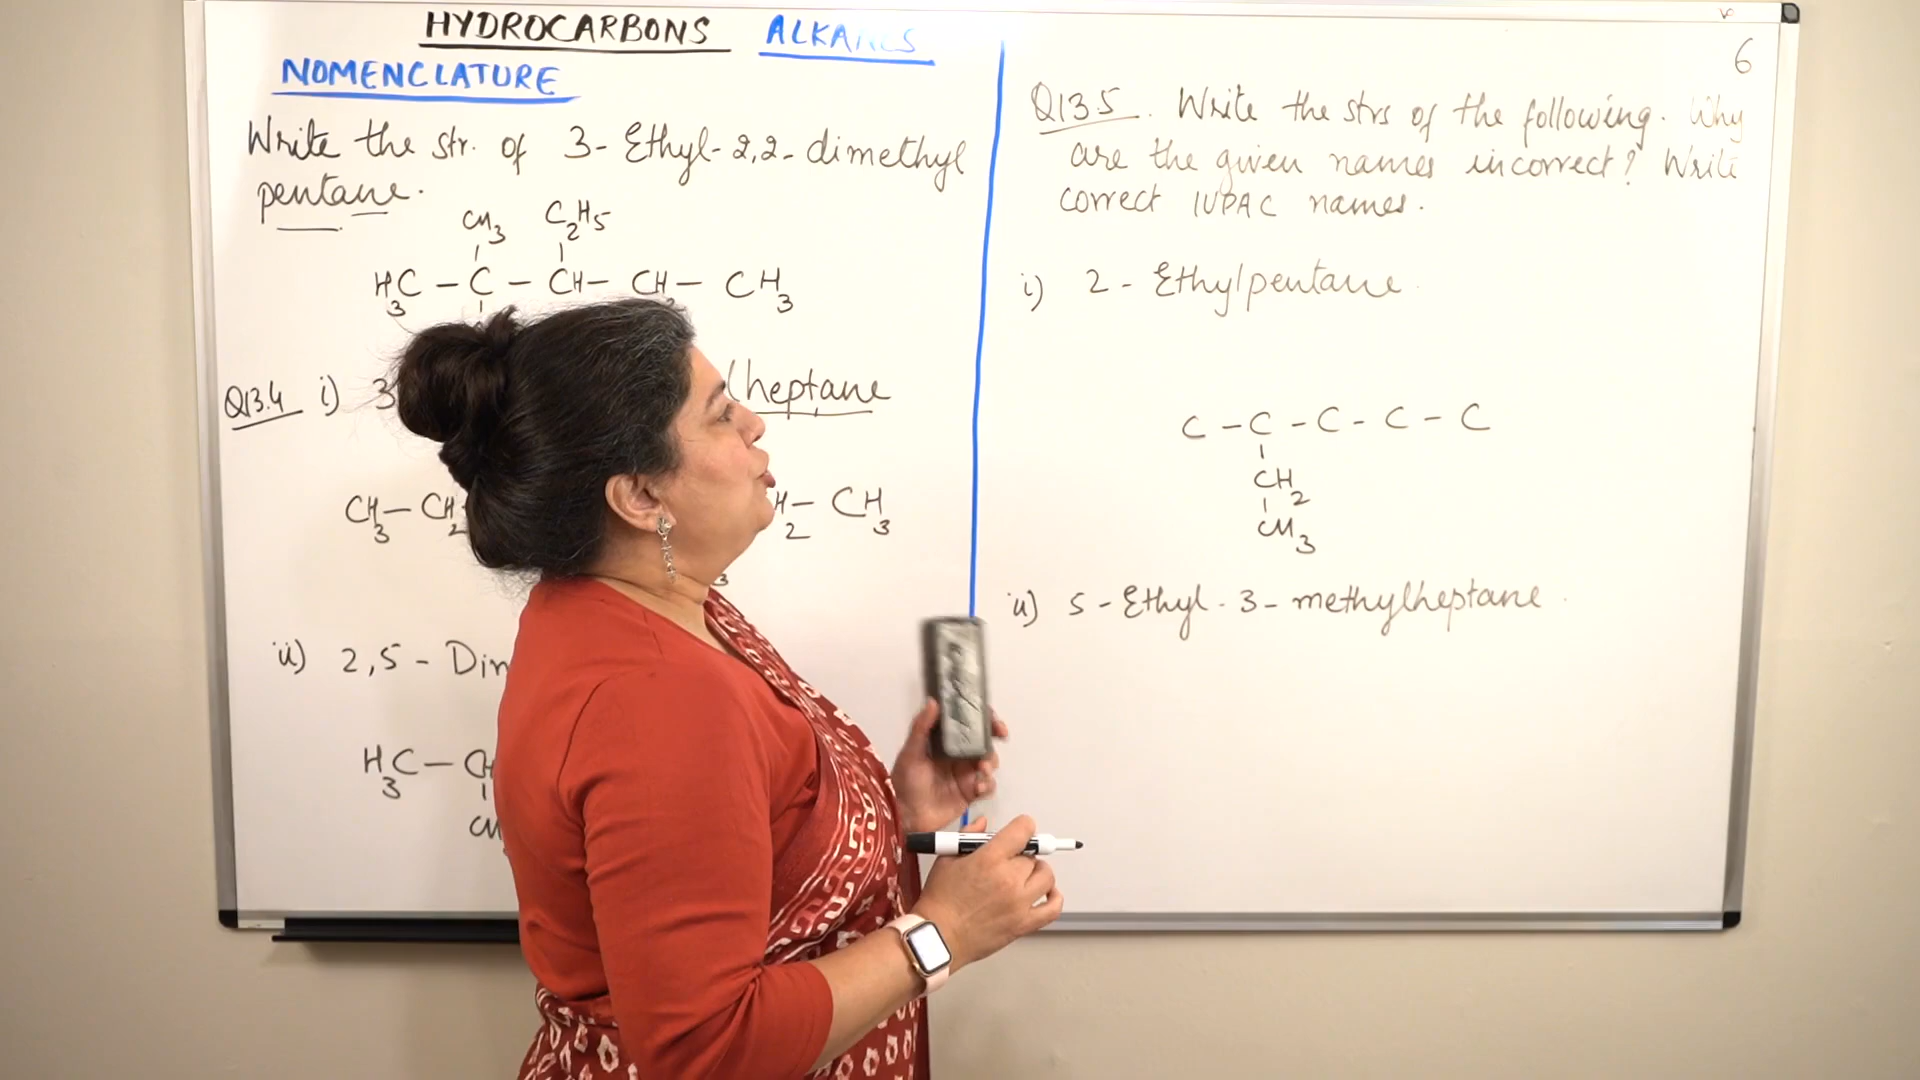 HYDROCARBONS ALKANES
NOMENCLATURE
Write the str. of 3-Ethyl-2,2-dimethyl
pentane.
CH3 C2H5
H3C - C - CH - CH - CH3
Q13.4 i) 3 lheptane
CH3 - CH2 H2 - CH3
3
ii) 2,5 - Dim
H3C - CH
6
Q13.5. Write the strs of the following. Why
are the given names incorrect? Write
correct IUPAC names.
i) 2 - Ethylpentane
C - C - C - C - C
CH2
CH3
ii) 5 - Ethyl - 3 - methylheptane.